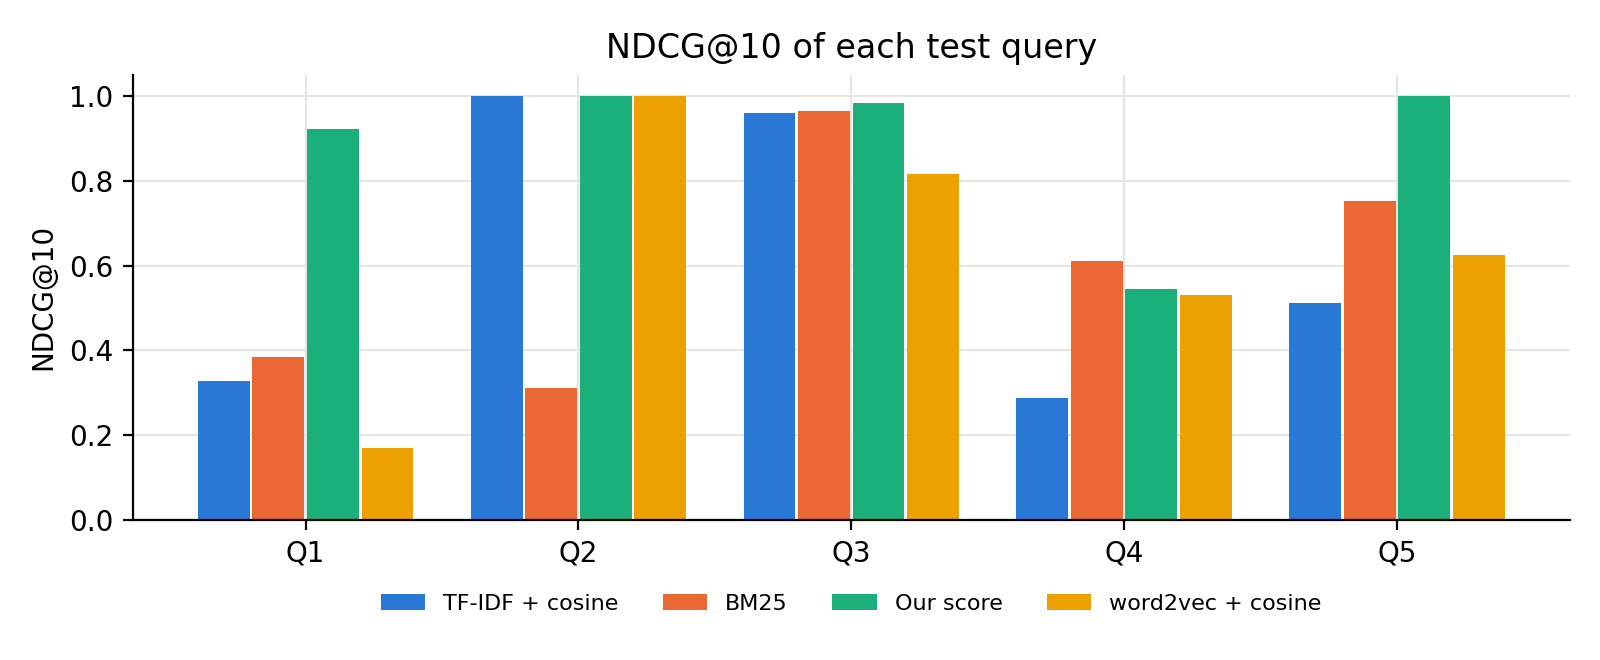 NDCG@10 of each test query
NDCG@10
1.0
0.8
0.6
0.4
0.2
0.0
Q1 Q2 Q3 Q4 Q5
TF-IDF + cosine BM25 Our score word2vec + cosine